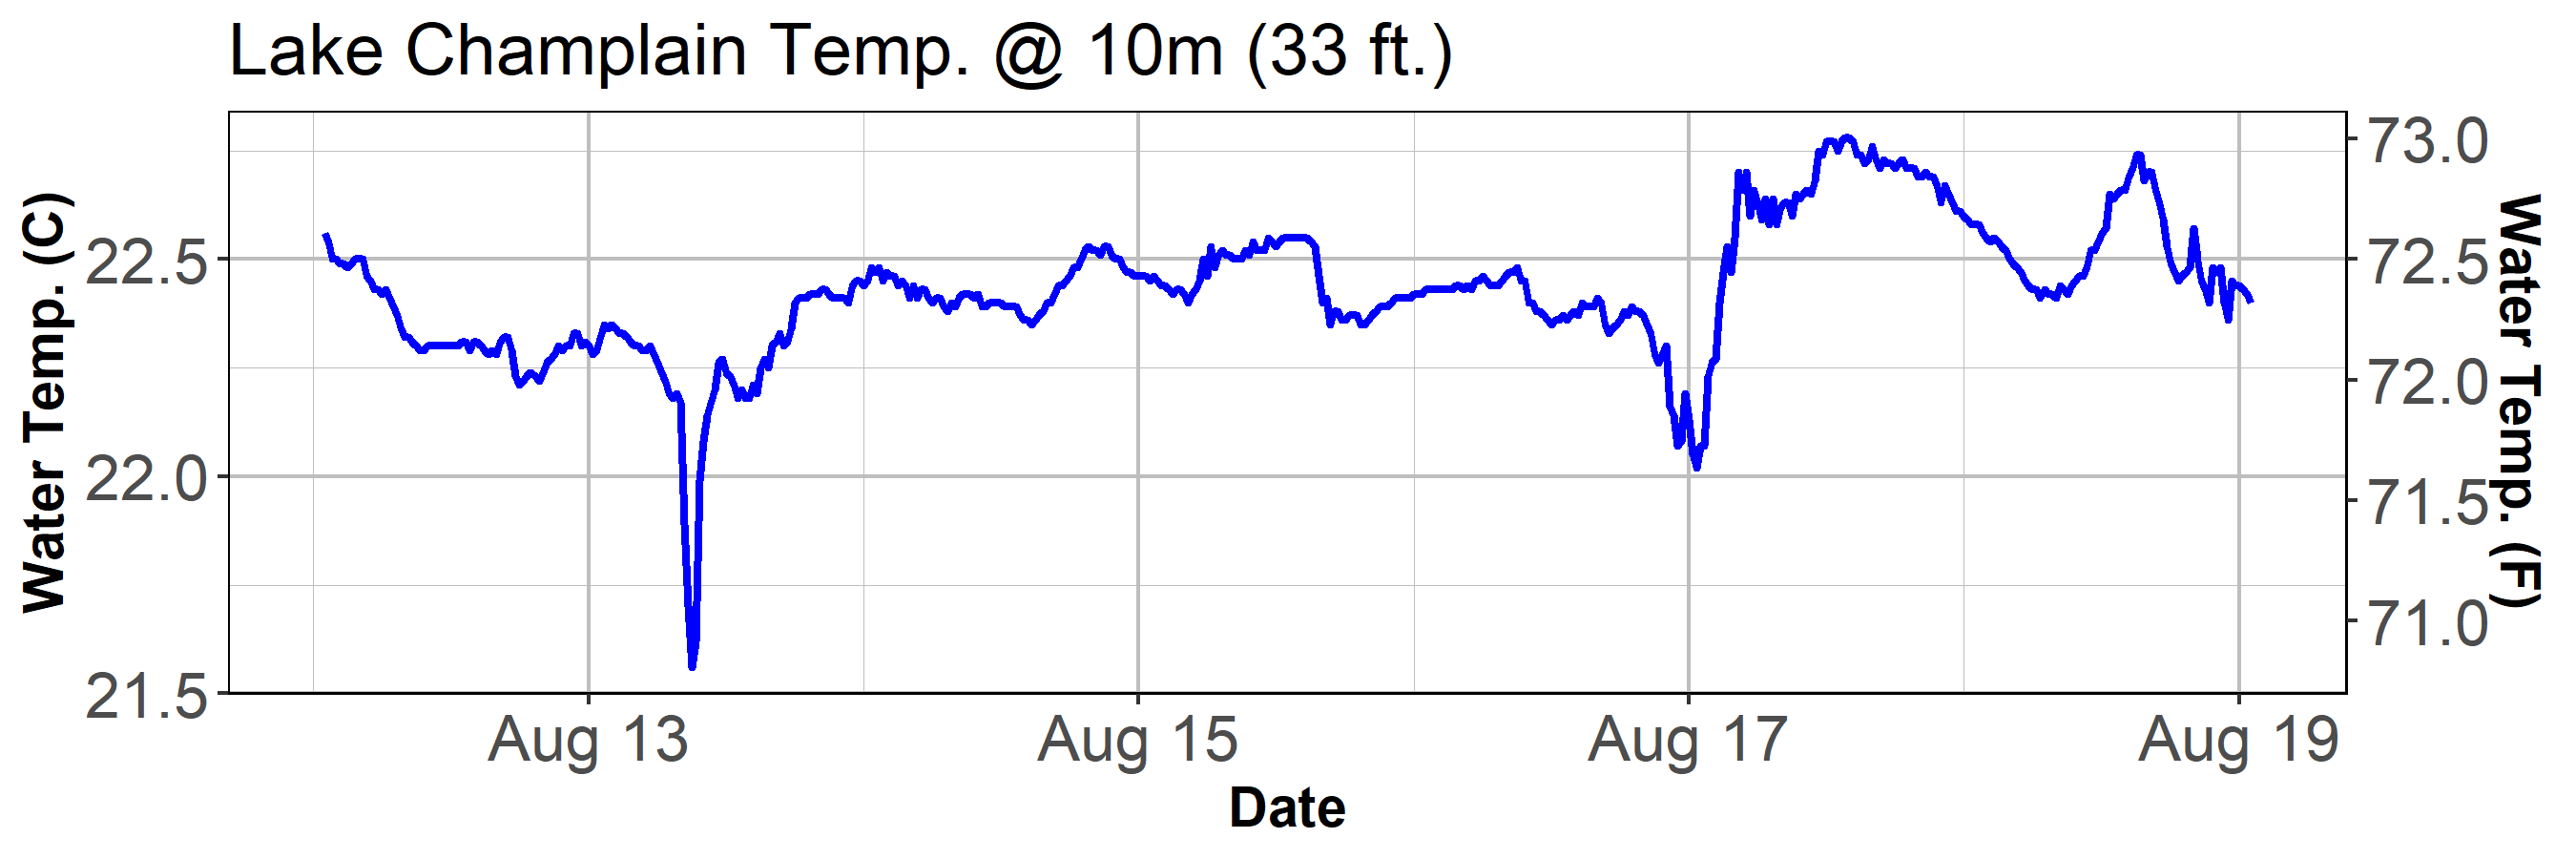 Lake Champlain Temp. @ 10m (33 ft.)
Water Temp. (C)
22.5
22.0
21.5
73.0
72.5
72.0
71.5
71.0
Water Temp. (F)
Aug 13
Aug 15
Aug 17
Aug 19
Date